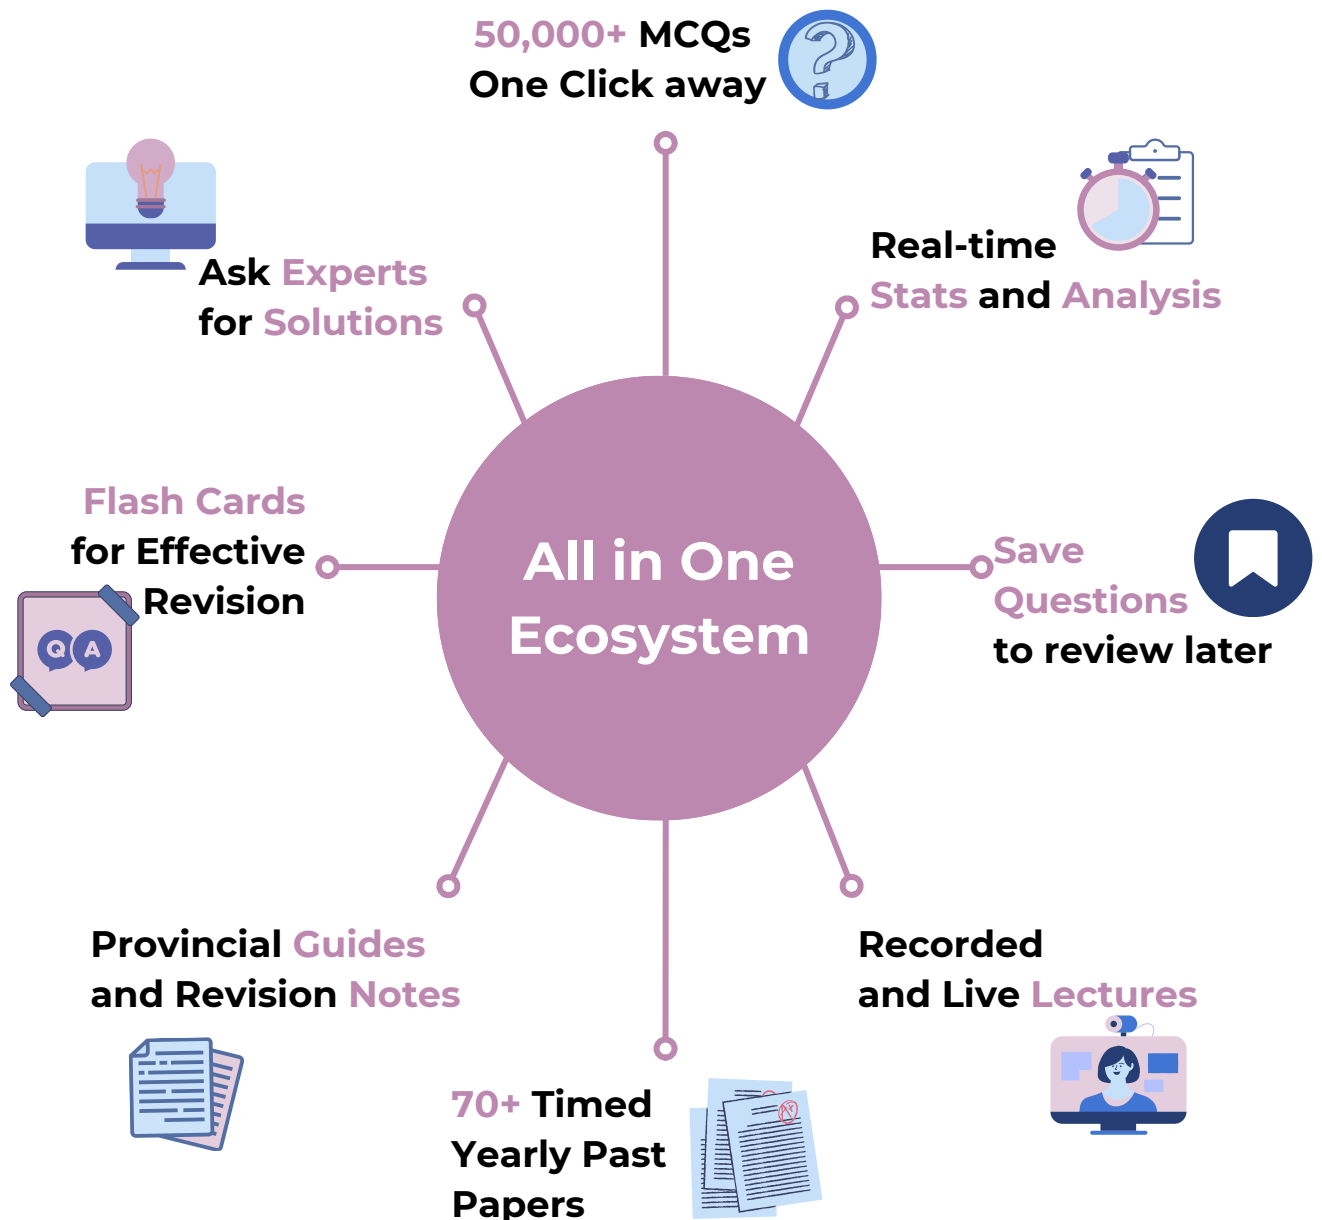 50,000+ MCQs
One Click away
Ask Experts
for Solutions
Real-time
Stats and Analysis
Flash Cards
for Effective
Revision
Q A
All in One
Ecosystem
Save
Questions
to review later
Provincial Guides
and Revision Notes
Recorded
and Live Lectures
70+ Timed
Yearly Past
Papers